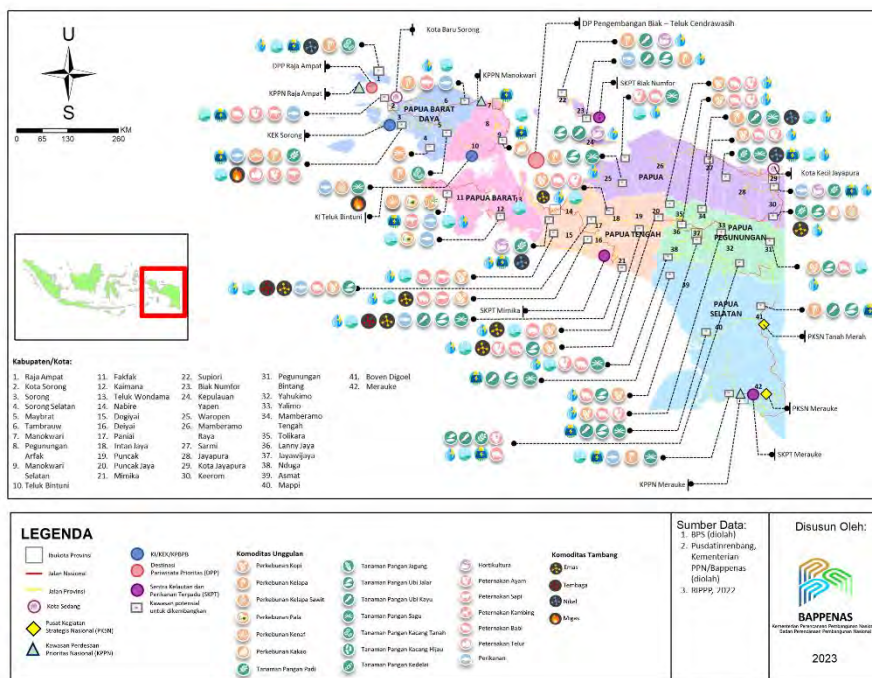 U
S
KM
0 65 130 260
Kota Baru Sorong
DPP Raja Ampat
KPPN Raja Ampat
KEK Sorong
KI Teluk Bintuni
KPPN Manokwari
DP Pengembangan Biak – Teluk Cendrawasih
SKPT Biak Numfor
Kota Kecil Jayapura
PAPUA BARAT DAYA
PAPUA BARAT
PAPUA
PAPUA TENGAH
PAPUA PEGUNUNGAN
PAPUA SELATAN
SKPT Mimika
PKSN Tanah Merah
PKSN Merauke
SKPT Merauke
KPPN Merauke
Kabupaten/Kota:
1. Raja Ampat
2. Kota Sorong
3. Sorong
4. Sorong Selatan
5. Maybrat
6. Tambrauw
7. Manokwari
8. Pegunungan Arfak
9. Manokwari Selatan
10. Teluk Bintuni
11. Fakfak
12. Kaimana
13. Teluk Wondama
14. Nabire
15. Dogiyai
16. Deiyai
17. Paniai
18. Intan Jaya
19. Puncak
20. Puncak Jaya
21. Mimika
22. Supiori
23. Biak Numfor
24. Kepulauan Yapen
25. Waropen
26. Mamberamo Raya
27. Sarmi
28. Jayapura
29. Kota Jayapura
30. Keerom
31. Pegunungan Bintang
32. Yahukimo
33. Yalimo
34. Mamberamo Tengah
35. Tolikara
36. Lanny Jaya
37. Jayawijaya
38. Nduga
39. Asmat
40. Mappi
41. Boven Digoel
42. Merauke
LEGENDA
Ibukota Provinsi
Jalan Nasional
Jalan Provinsi
Kota Sedang
Pusat Kegiatan Strategis Nasional (PKSN)
Kawasan Perdesaan Prioritas Nasional (KPPN)
KI/KEK/KPBPB
Destinasi Pariwisata Prioritas (DPP)
Sentra Kelautan dan Perikanan Terpadu (SKPT)
Kawasan potensial untuk dikembangkan
Komoditas Unggulan
Perkebunan Kopi
Perkebunan Kelapa
Perkebunan Kelapa Sawit
Perkebunan Pala
Perkebunan Kenaf
Perkebunan Kakao
Tanaman Pangan Padi
Tanaman Pangan Jagung
Tanaman Pangan Ubi Jalar
Tanaman Pangan Ubi Kayu
Tanaman Pangan Sagu
Tanaman Pangan Kacang Tanah
Tanaman Pangan Kacang Hijau
Tanaman Pangan Kedelai
Hortikultura
Peternakan Ayam
Peternakan Sapi
Peternakan Kambing
Peternakan Babi
Peternakan Telur
Perikanan
Komoditas Tambang
Emas
Tembaga
Nikel
Migas
Sumber Data:
1. BPS (diolah)
2. Pusdatinrenbang, Kementerian PPN/Bappenas (diolah)
3. RIPPP, 2022
Disusun Oleh:
BAPPENAS
Kementerian Perencanaan Pembangunan Nasional/
Badan Perencanaan Pembangunan Nasional
2023